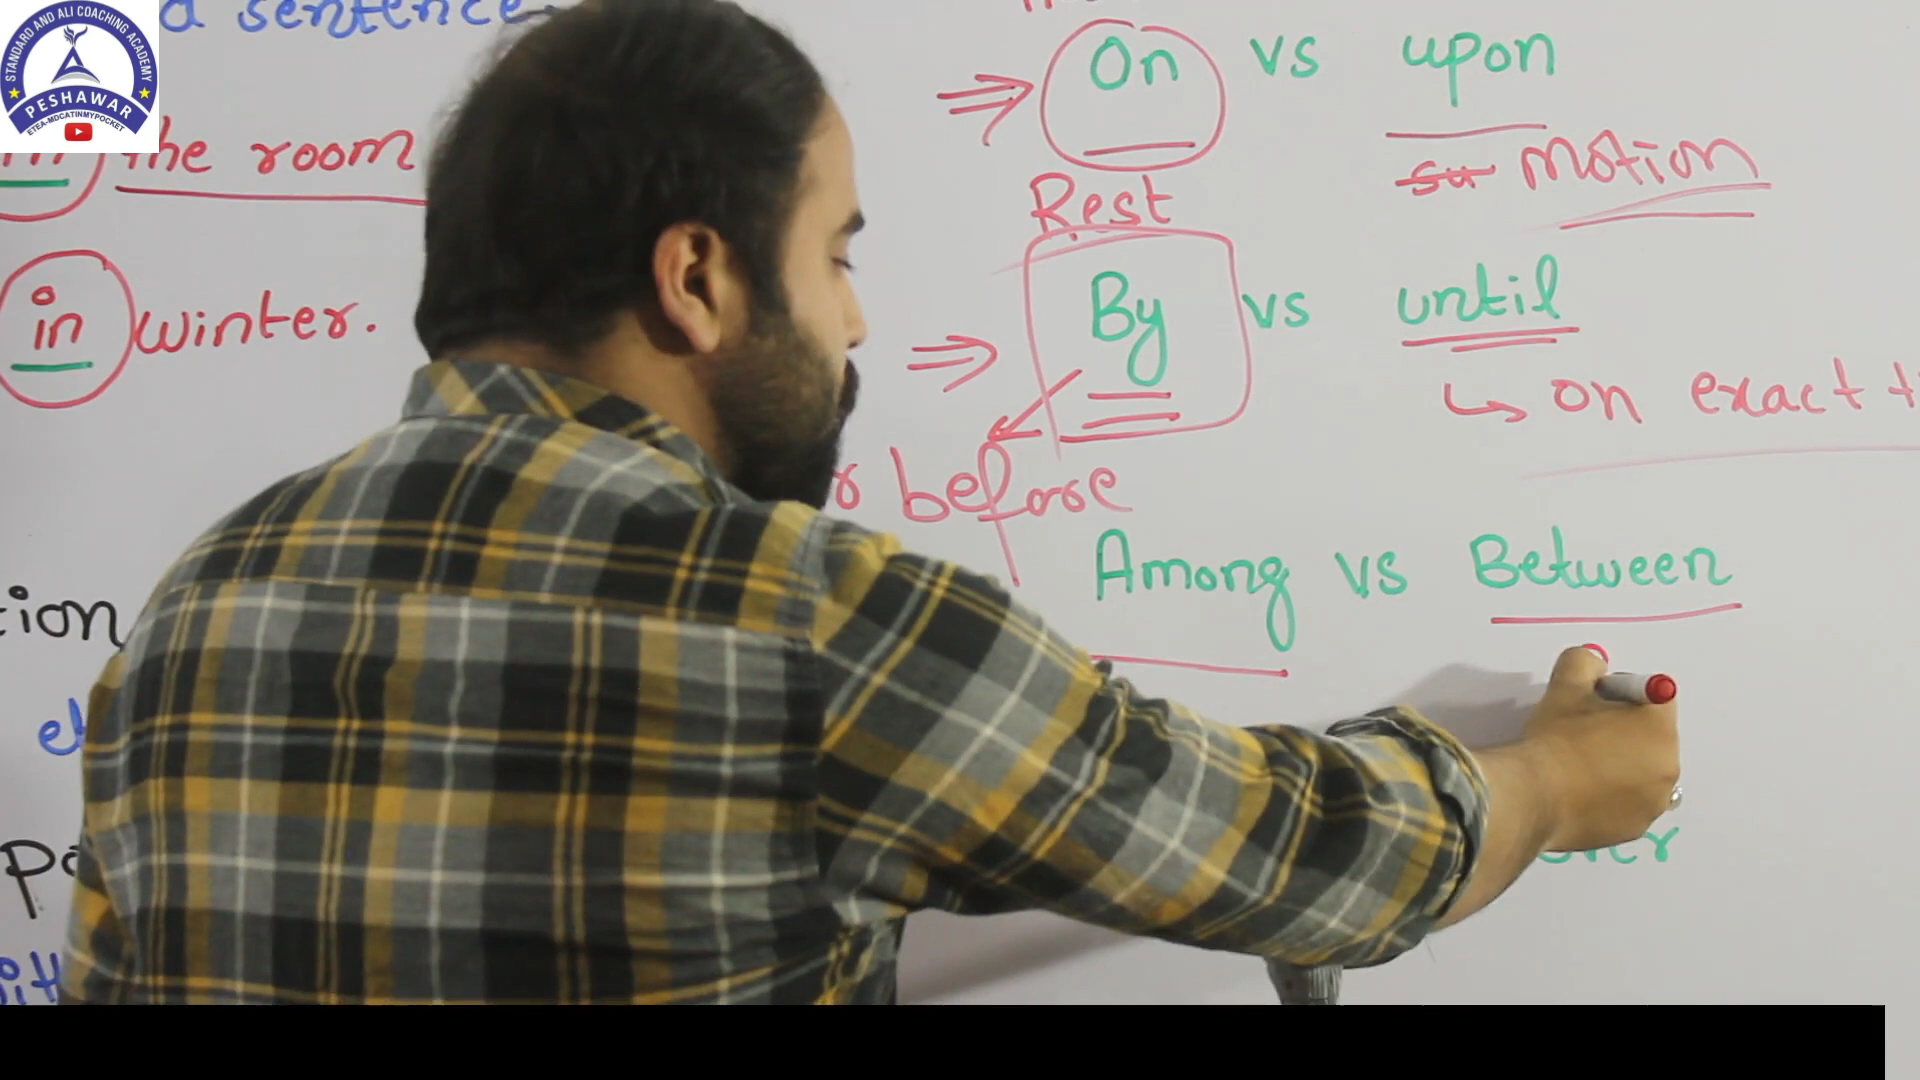 STANDARD AND ALI COACHING ACADEMY
PESHAWAR
ETEA-MDCATINMYPOCKET
a sentence
in the room
in winter.
On vs upon
Rest
Motion
By vs until
on exact
before
Among vs Between